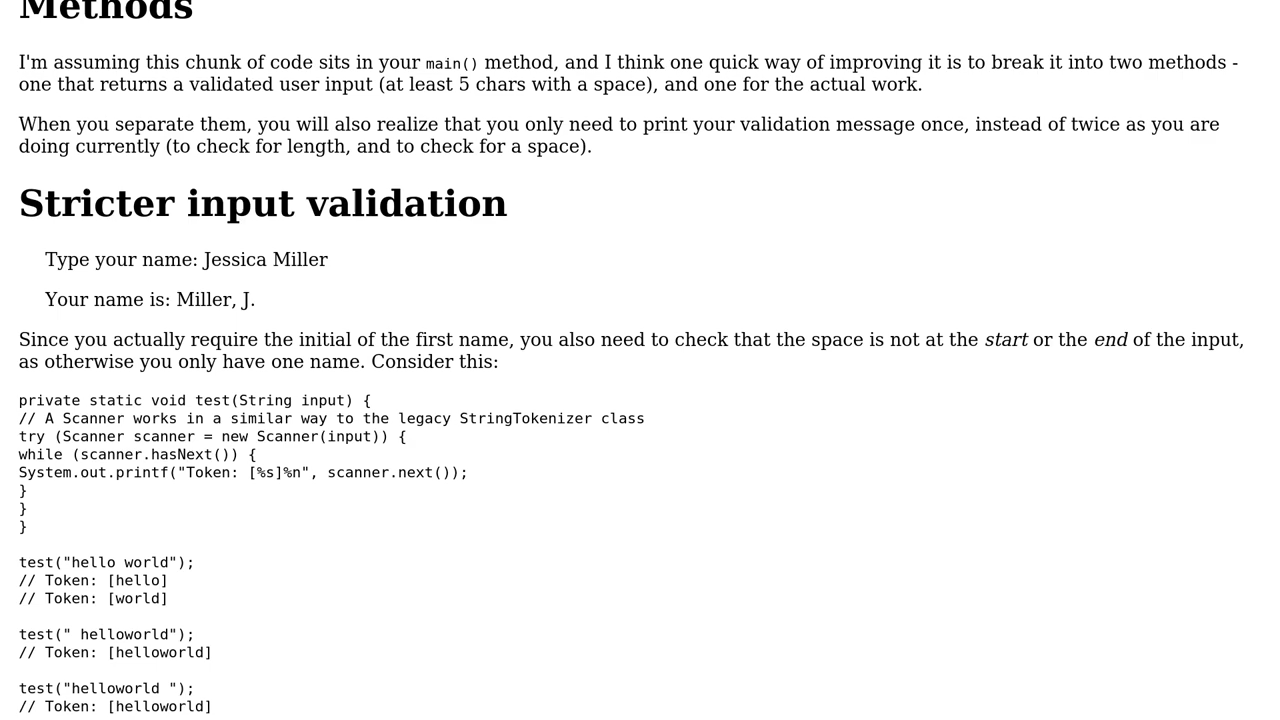 Methods
I'm assuming this chunk of code sits in your main() method, and I think one quick way of improving it is to break it into two methods -
one that returns a validated user input (at least 5 chars with a space), and one for the actual work.
When you separate them, you will also realize that you only need to print your validation message once, instead of twice as you are
doing currently (to check for length, and to check for a space).
Stricter input validation
Type your name: Jessica Miller
Your name is: Miller, J.
Since you actually require the initial of the first name, you also need to check that the space is not at the start or the end of the input,
as otherwise you only have one name. Consider this:
private static void test(String input) {
// A Scanner works in a similar way to the legacy StringTokenizer class
try (Scanner scanner = new Scanner(input)) {
while (scanner.hasNext()) {
System.out.printf("Token: [%s]%n", scanner.next());
}
}
}
test("hello world");
// Token: [hello]
// Token: [world]
test(" helloworld");
// Token: [helloworld]
test("helloworld ");
// Token: [helloworld]